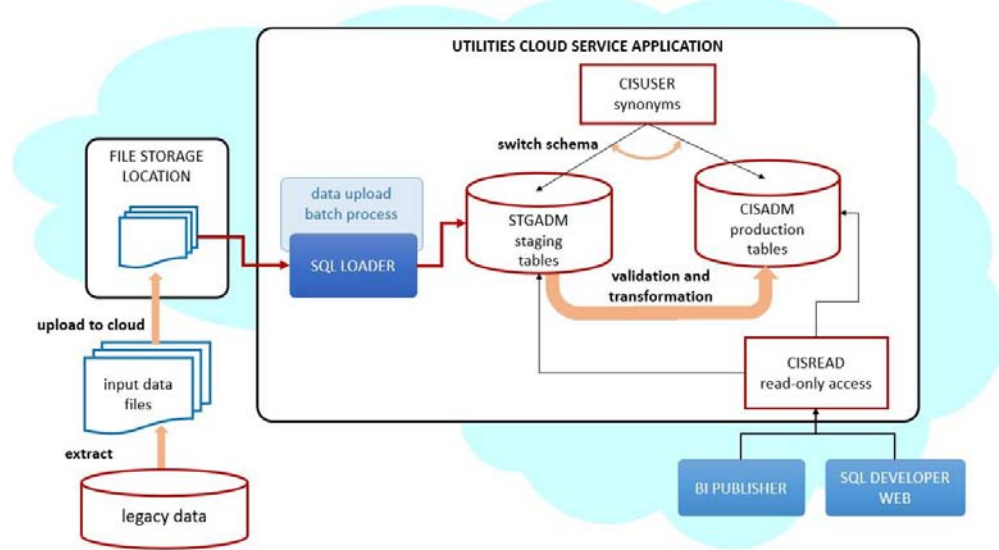 UTILITIES CLOUD SERVICE APPLICATION
CISUSER
synonyms
switch schema
FILE STORAGE
LOCATION
data upload
batch process
SQL LOADER
STGADM
staging
tables
CISADM
production
tables
validation and
transformation
upload to cloud
input data
files
CISREAD
read-only access
extract
legacy data
BI PUBLISHER
SQL DEVELOPER
WEB